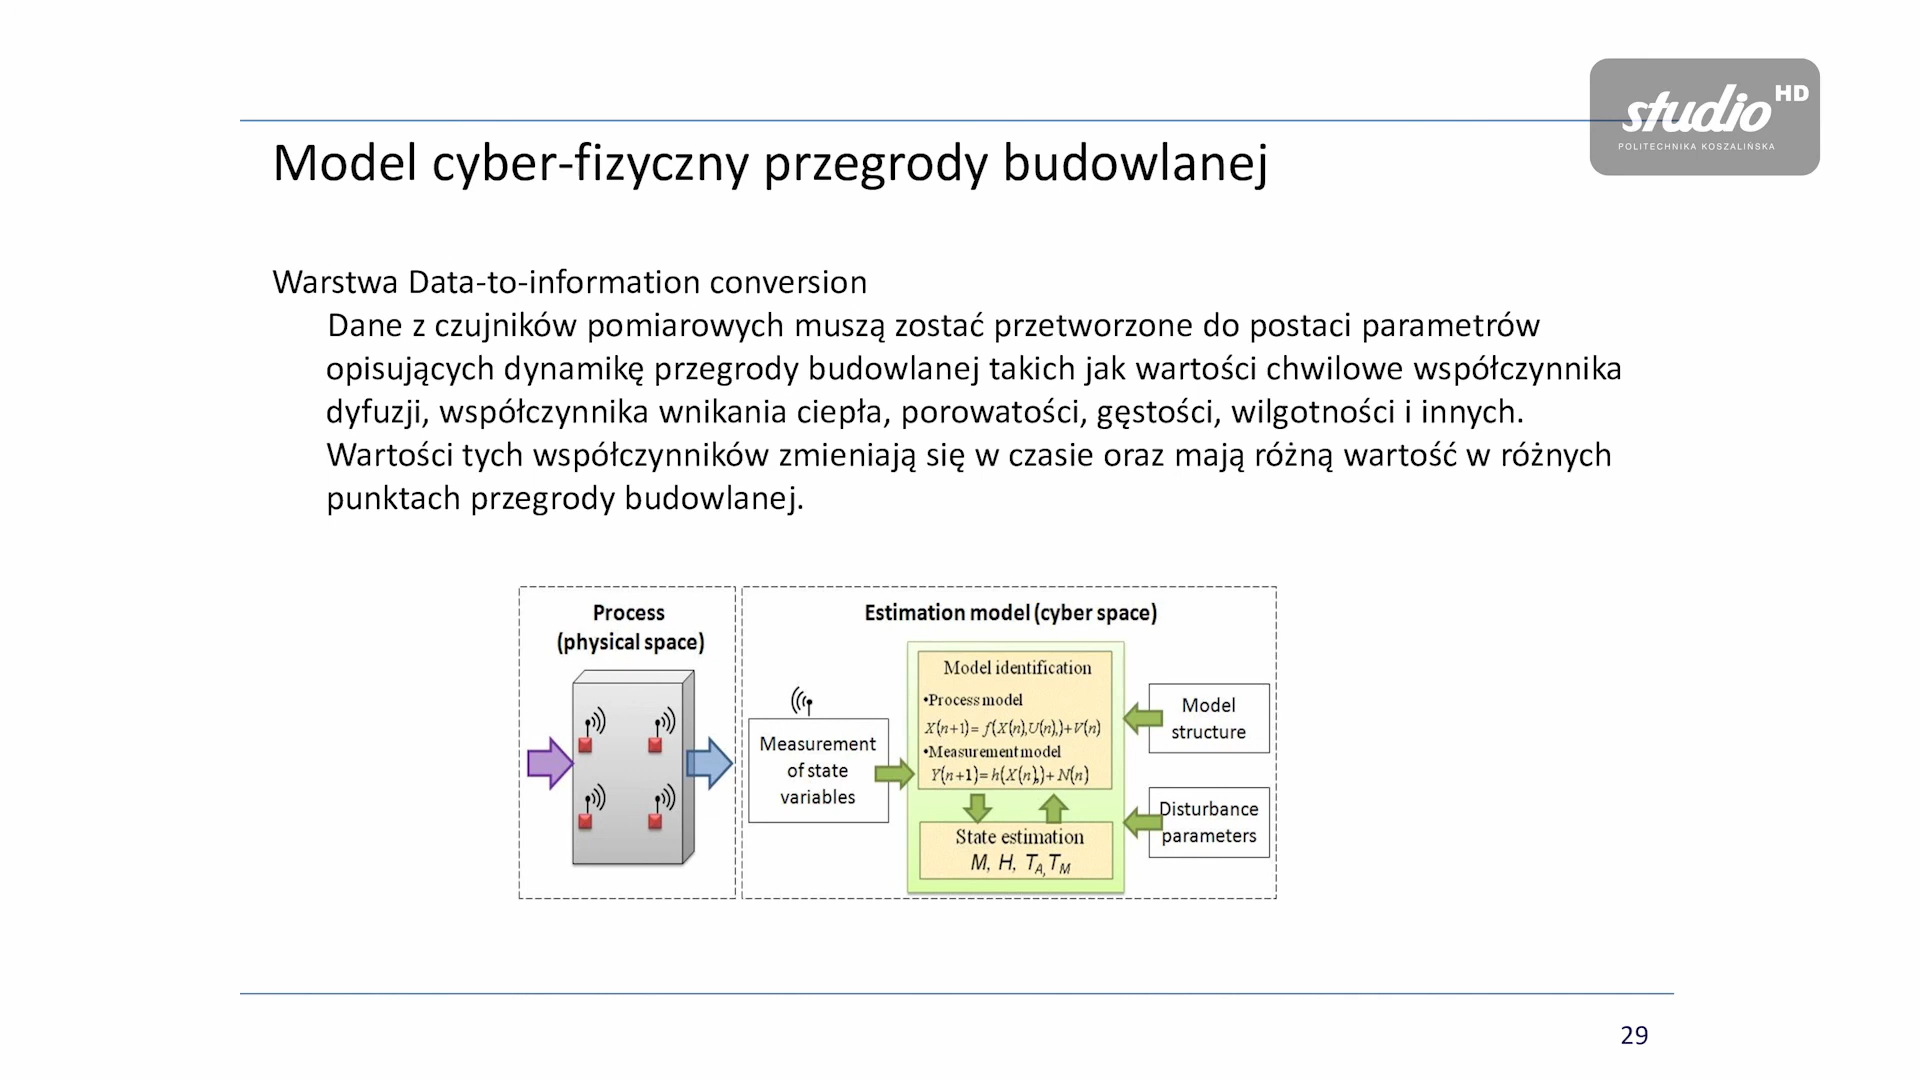 studio HD
POLITECHNIKA KOSZALIŃSKA
Model cyber-fizyczny przegrody budowlanej
Warstwa Data-to-information conversion
Dane z czujników pomiarowych muszą zostać przetworzone do postaci parametrów
opisujących dynamikę przegrody budowlanej takich jak wartości chwilowe współczynnika
dyfuzji, współczynnika wnikania ciepła, porowatości, gęstości, wilgotności i innych.
Wartości tych współczynników zmieniają się w czasie oraz mają różną wartość w różnych
punktach przegrody budowlanej.
Process
(physical space)
Estimation model (cyber space)
Measurement
of state
variables
Model identification
•Process model
X(n+1)= f(X(n),U(n),)+V(n)
•Measurement model
Y(n+1)=h(X(n),)+N(n)
State estimation
M, H, TA, TM
Model
structure
Disturbance
parameters
29